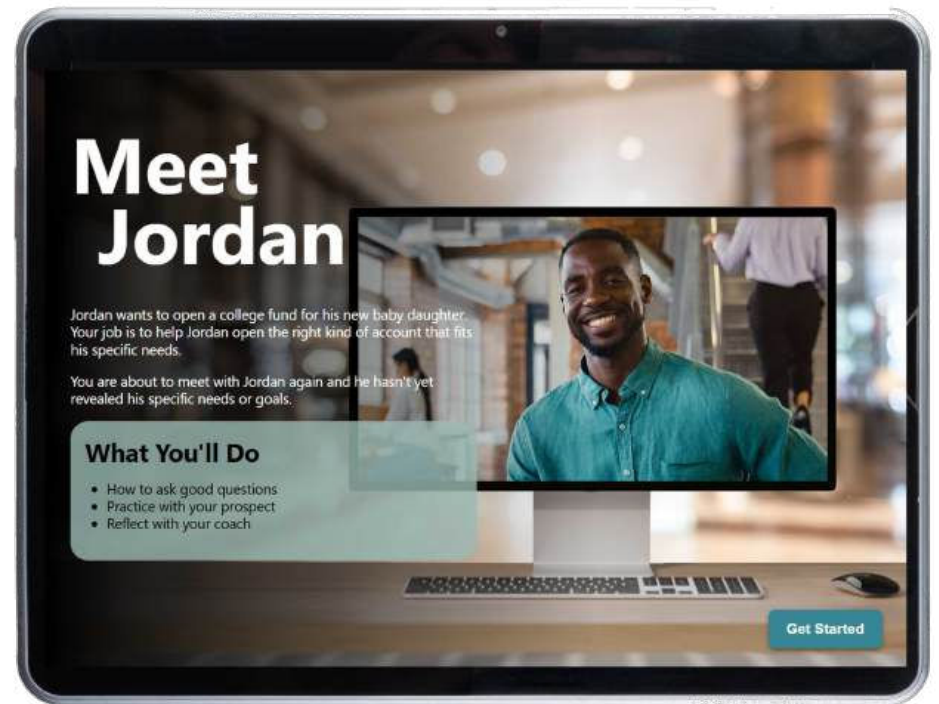 Meet
Jordan
Jordan wants to open a college fund for his new baby daughter.
Your job is to help Jordan open the right kind of account that fits
his specific needs.
You are about to meet with Jordan again and he hasn't yet
revealed his specific needs or goals.
What You'll Do
• How to ask good questions
• Practice with your prospect
• Reflect with your coach
Get Started